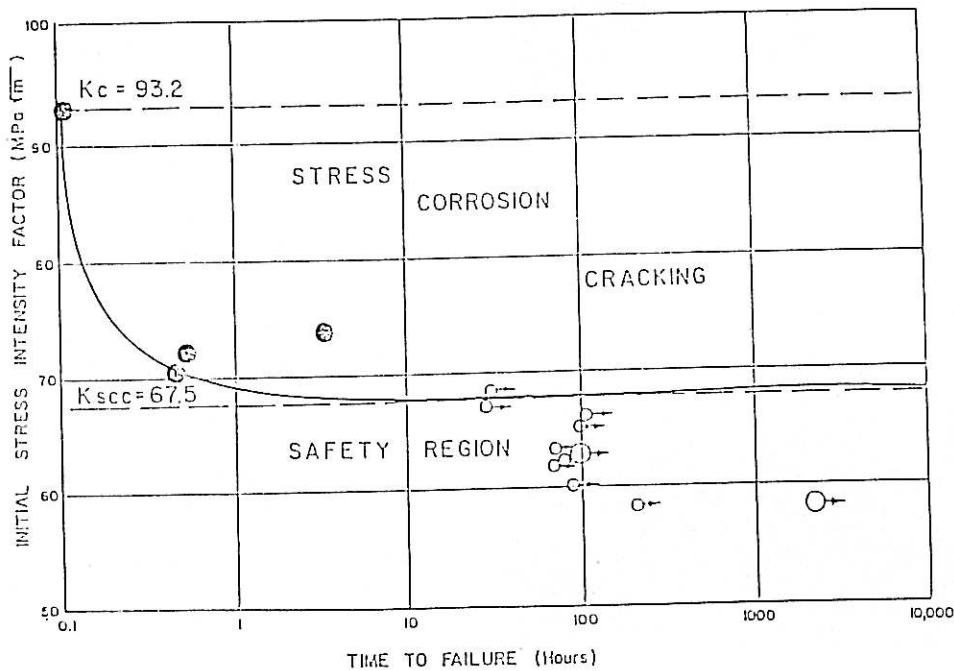 100
Kc = 93.2
90
STRESS
CORROSION
80
CRACKING
70
Kscc = 67.5
SAFETY REGION
60
50
0.1 1 10 100 1000 10,000
TIME TO FAILURE (Hours)
INITIAL STRESS INTENSITY FACTOR (MPa √m)